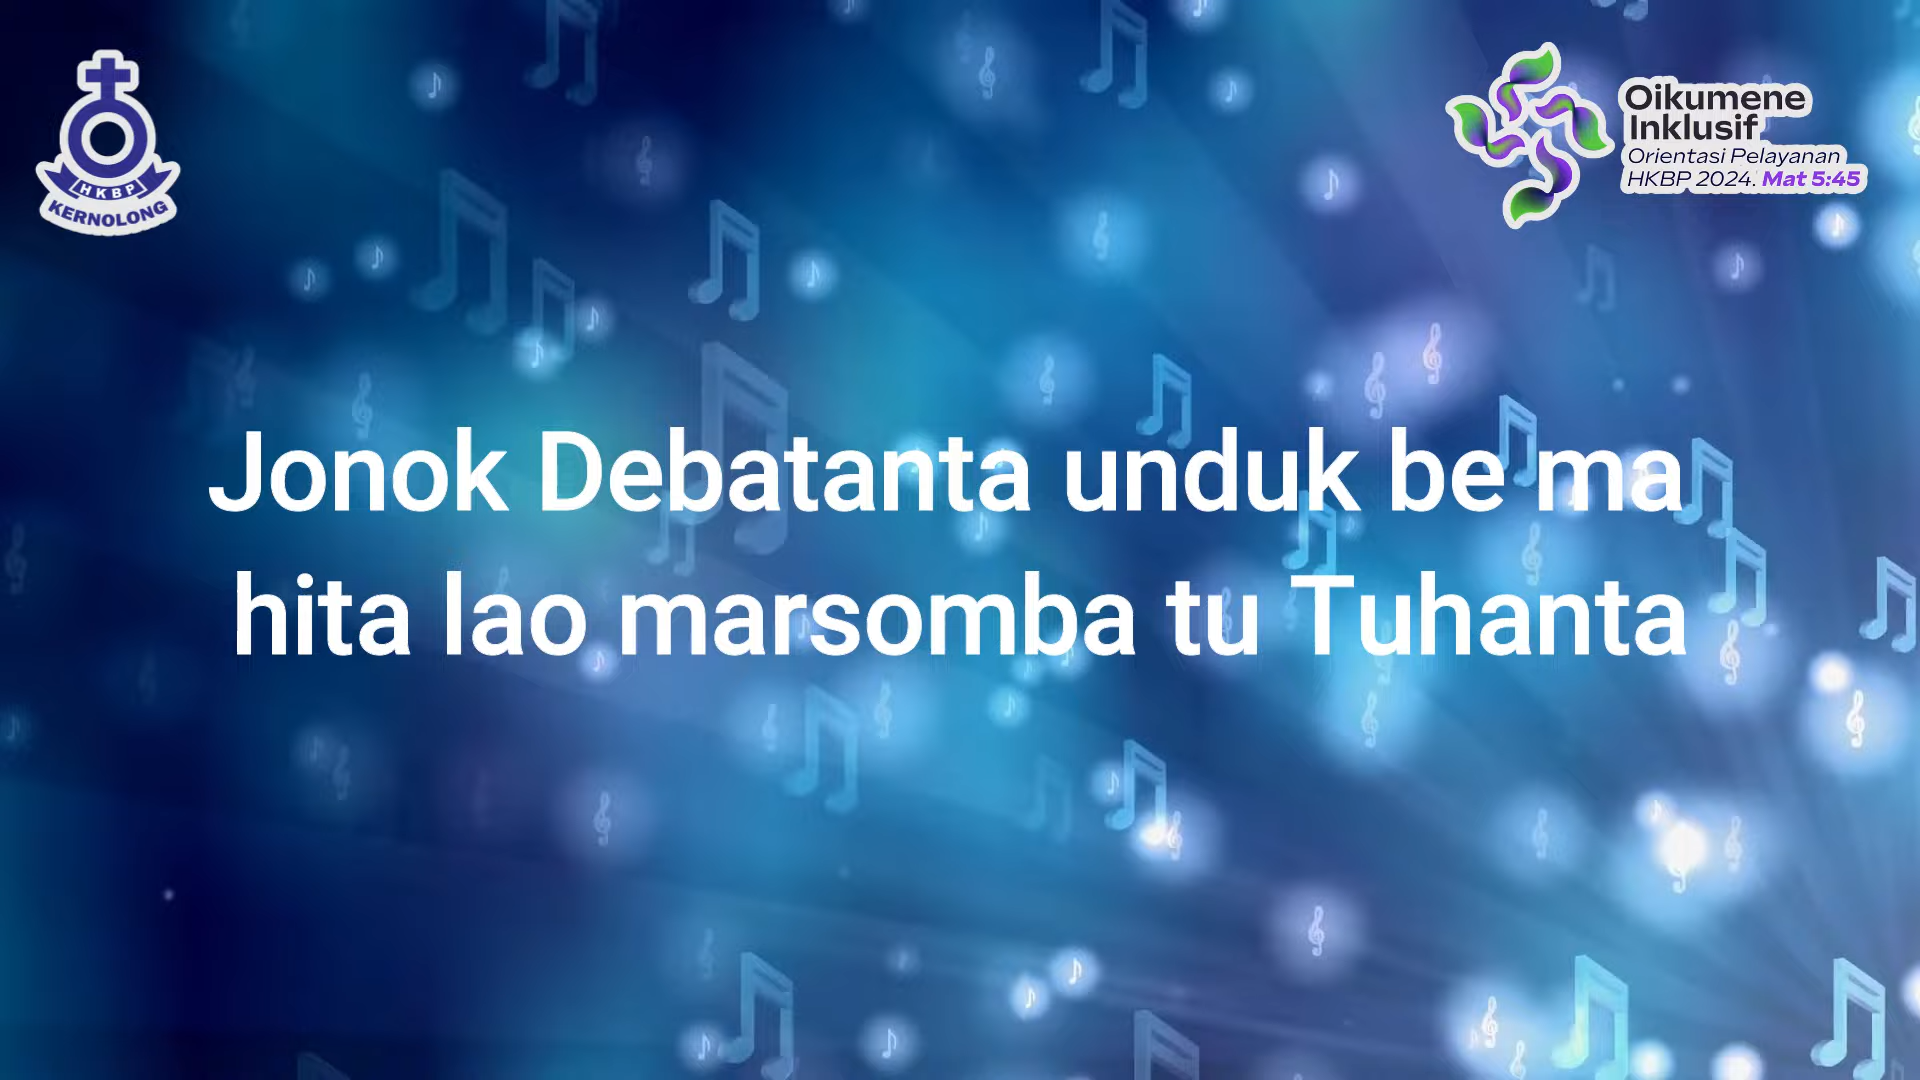 HKBP
KERNOLONG
Oikumene
Inklusif
Orientasi Pelayanan
HKBP 2024. Mat 5:45
Jonok Debatanta unduk be ma
hita lao marsomba tu Tuhanta